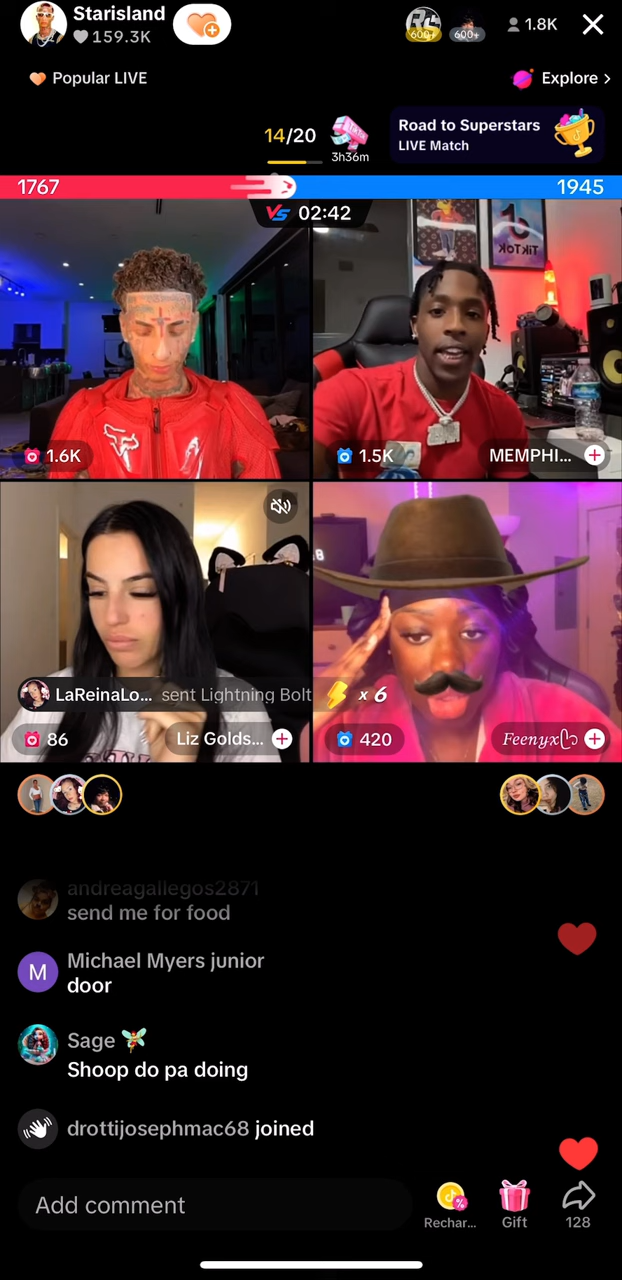 Starisland
159.3K
600+
600+
1.8K
Popular LIVE
Explore >
14/20
3h36m
Road to Superstars
LIVE Match
1767
1945
VS 02:42
TikTok
1.6K
1.5K
MEMPHI...
8
LaReinaLo... sent Lightning Bolt x 6
86
Liz Golds...
420
Feenyx
andreagallegos2871
send me for food
M
Michael Myers junior
door
Sage
Shoop do pa doing
drottijosephmac68 joined
Add comment
Rechar...
Gift
128